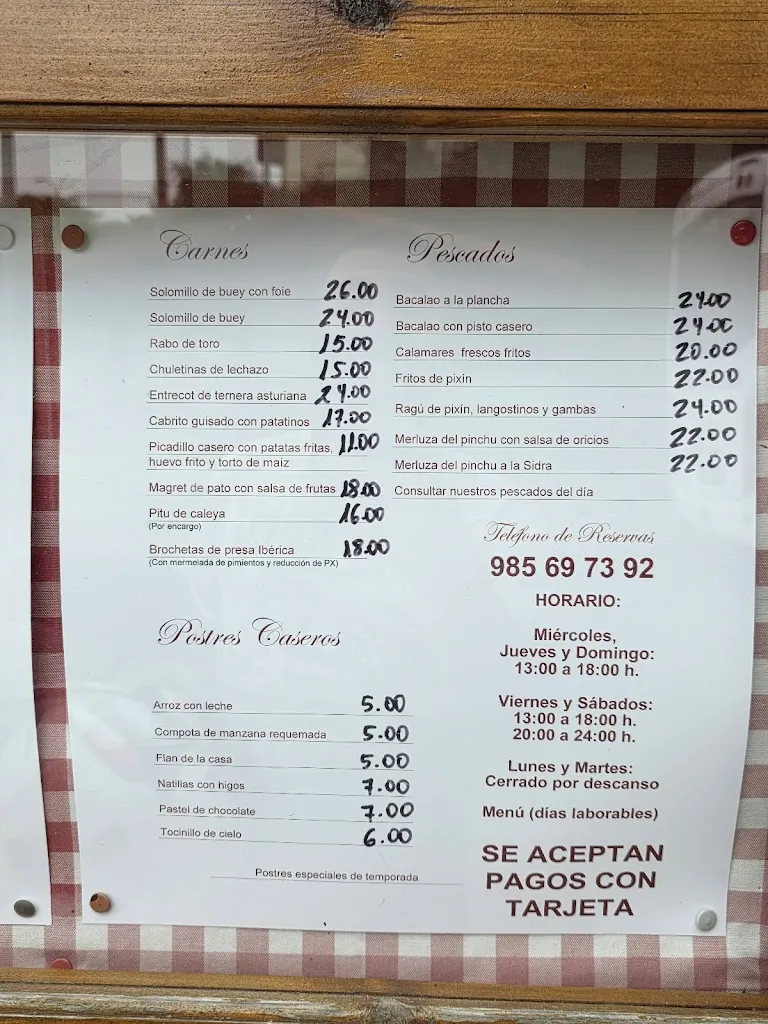 Carnes
Solomillo de buey con foie 26.00
Solomillo de buey 24.00
Rabo de toro 15.00
Chuletinas de lechazo 15.00
Entrecot de ternera asturiana 24.00
Cabrito guisado con patatinos 17.00
Picadillo casero con patatas fritas, 11.00
huevo frito y torto de maiz
Magret de pato con salsa de frutas 18.00
Pitu de caleya 16.00
(Por encargo)
Brochetas de presa Ibérica 18.00
(Con mermelada de pimientos y reducción de PX)
Postres Caseros
Arroz con leche 5.00
Compota de manzana requemada 5.00
Flan de la casa 5.00
Natillas con higos 7.00
Pastel de chocolate 7.00
Tocinillo de cielo 6.00
Postres especiales de temporada
Pescados
Bacalao a la plancha 24.00
Bacalao con pisto casero 24.00
Calamares frescos fritos 20.00
Fritos de pixin 22.00
Ragú de pixin, langostinos y gambas 24.00
Merluza del pinchu con salsa de oricios 22.00
Merluza del pinchu a la Sidra 22.00
Consultar nuestros pescados del día
Teléfono de Reservas
985 69 73 92
HORARIO:
Miércoles,
Jueves y Domingo:
13:00 a 18:00 h.
Viernes y Sábados:
13:00 a 18:00 h.
20:00 a 24:00 h.
Lunes y Martes:
Cerrado por descanso
Menú (días laborables)
SE ACEPTAN
PAGOS CON
TARJETA